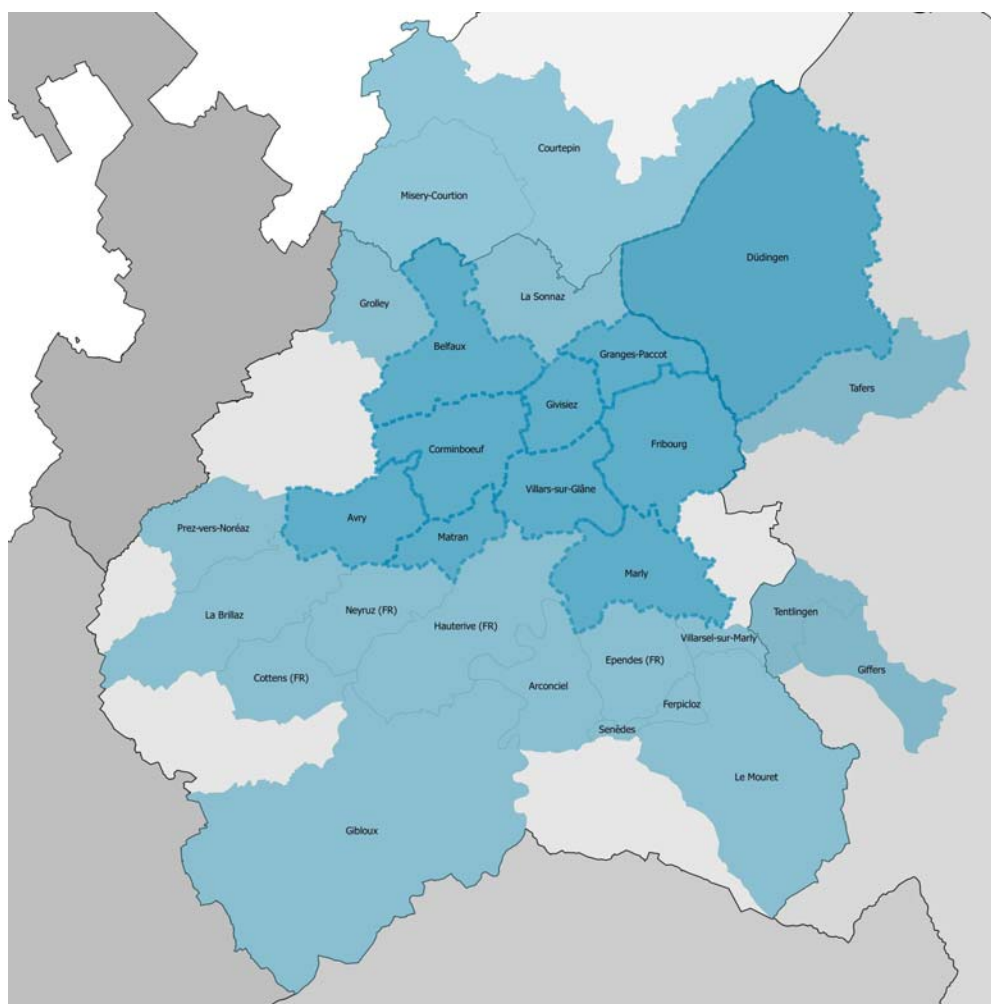 Courtepin
Misery-Courtion
Düdingen
La Sonnaz
Grolley
Belfaux
Granges-Paccot
Tafers
Givisiez
Fribourg
Corminboeuf
Villars-sur-Glâne
Avry
Prez-vers-Noréaz
Matran
Marly
Neyruz (FR)
La Brillaz
Tentlingen
Hauterive (FR)
Villarsel-sur-Marly
Ependes (FR)
Giffers
Cottens (FR)
Arconciel
Ferpicloz
Senèdes
Le Mouret
Gibloux